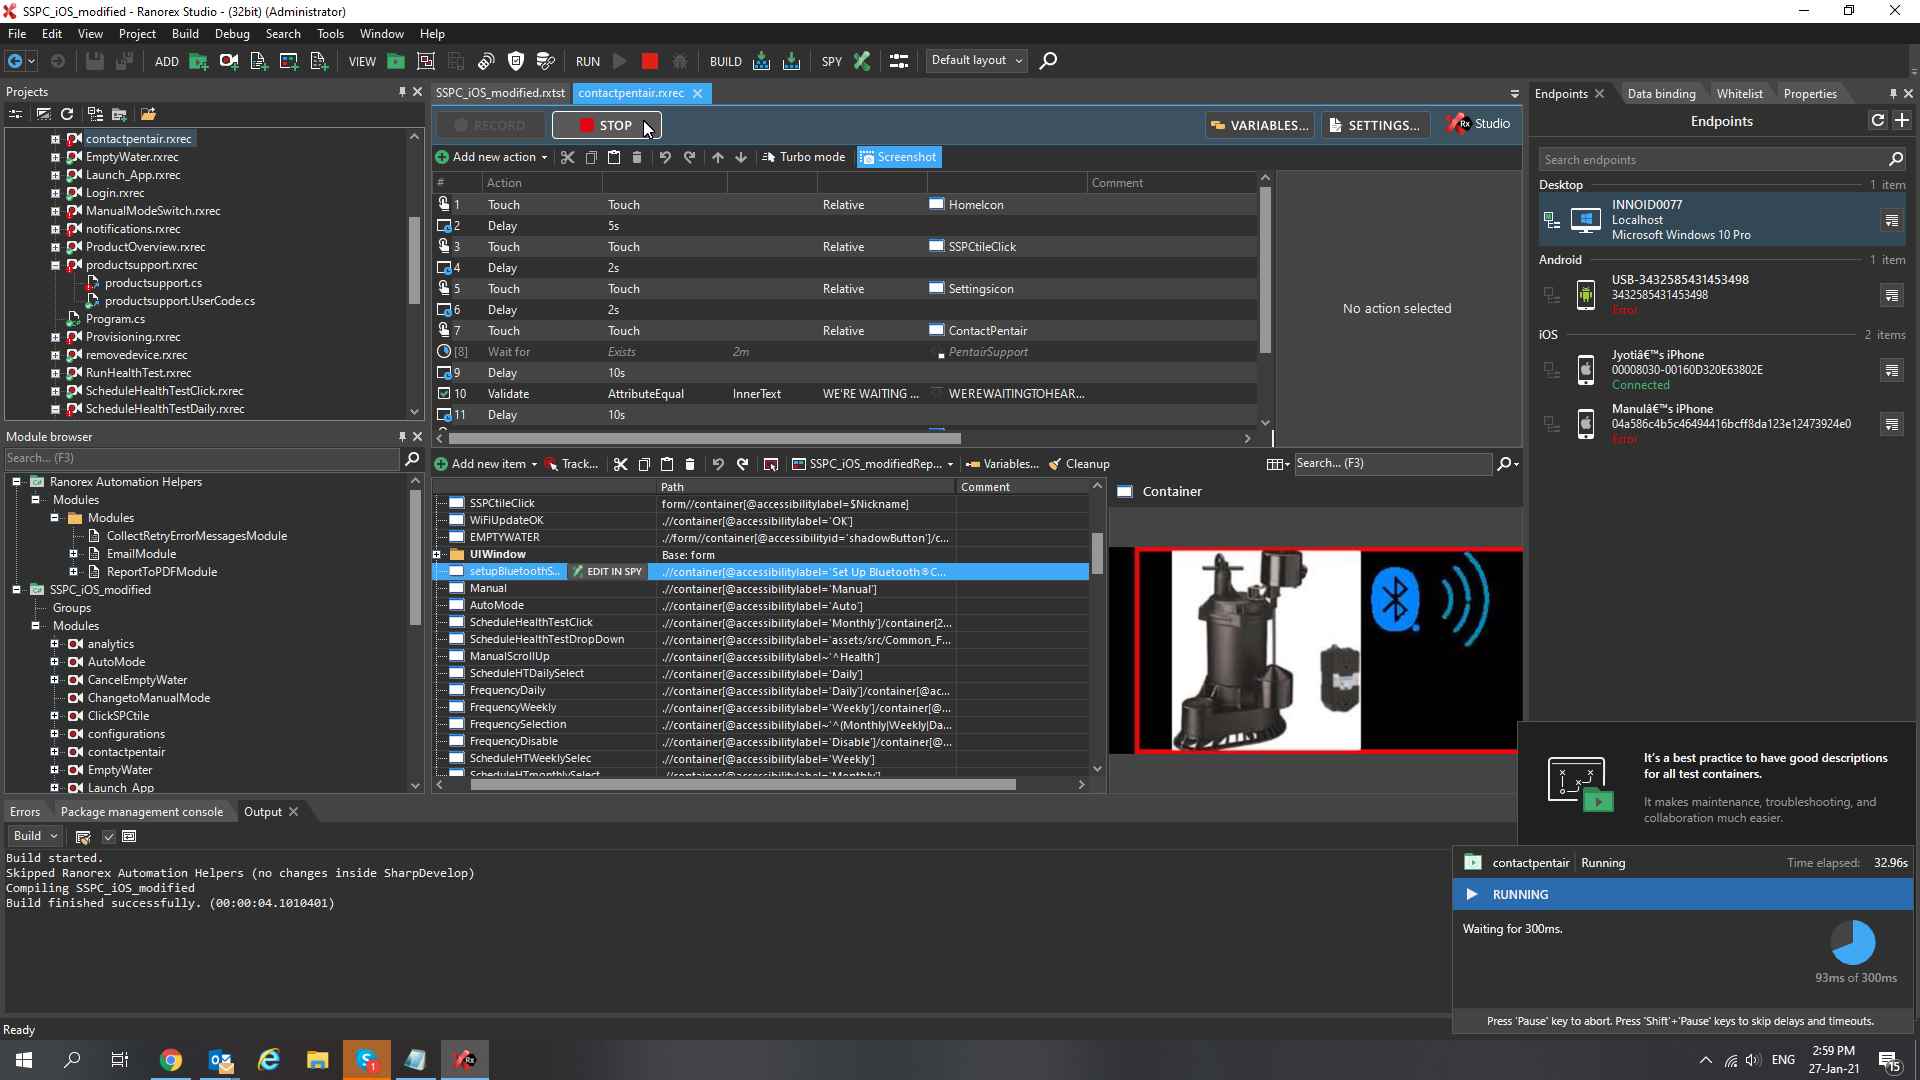 SSPC_iOS_modified - Ranorex Studio - (32bit) (Administrator)
File Edit View Project Build Debug Search Tools Window Help
ADD VIEW RUN BUILD SPY Default layout
Projects
contactpentair.rxrec
EmptyWater.rxrec
Launch_App.rxrec
Login.rxrec
ManualModeSwitch.rxrec
notifications.rxrec
ProductOverview.rxrec
productsupport.rxrec
productsupport.cs
productsupport.UserCode.cs
Program.cs
Provisioning.rxrec
removedevice.rxrec
RunHealthTest.rxrec
ScheduleHealthTestClick.rxrec
ScheduleHealthTestDaily.rxrec
Module browser
Search... (F3)
Ranorex Automation Helpers
Modules
Modules
CollectRetryErrorMessagesModule
EmailModule
ReportToPDFModule
SSPC_iOS_modified
Groups
Modules
analytics
AutoMode
CancelEmptyWater
ChangetoManualMode
ClickSPCtile
configurations
contactpentair
EmptyWater
Launch_App
SSPC_iOS_modified.rxtst contactpentair.rxrec
RECORD STOP VARIABLES... SETTINGS... Rx Studio
Add new action Turbo mode Screenshot
# Action Comment
1 Touch Touch Relative HomeIcon
2 Delay 5s
3 Touch Touch Relative SSPCtileClick
4 Delay 2s
5 Touch Touch Relative Settingsicon
6 Delay 2s
7 Touch Touch Relative ContactPentair
[8] Wait for Exists 2m PentairSupport
9 Delay 10s
10 Validate AttributeEqual InnerText WE'RE WAITING ... WEREWAITINGTOHEAR...
11 Delay 10s
No action selected
Add new item Track... SSPC_iOS_modifiedRep... Variables... Cleanup Search... (F3)
Path Comment
SSPCtileClick form//container[@accessibilitylabel=$Nickname]
WiFiUpdateOK .//container[@accessibilitylabel='OK']
EMPTYWATER .//form//container[@accessibilityid='shadowButton']/c...
UIWindow Base: form
setupBluetoothS... EDIT IN SPY .//container[@accessibilitylabel='Set Up Bluetooth®C...
Manual .//container[@accessibilitylabel='Manual']
AutoMode .//container[@accessibilitylabel='Auto']
ScheduleHealthTestClick .//container[@accessibilitylabel='Monthly']/container[2...
ScheduleHealthTestDropDown .//container[@accessibilitylabel='assets/src/Common_F...
ManualScrollUp .//container[@accessibilitylabel~'^Health']
ScheduleHTDailySelect .//container[@accessibilitylabel='Daily']
FrequencyDaily .//container[@accessibilitylabel='Daily']/container[@ac...
FrequencyWeekly .//container[@accessibilitylabel='Weekly']/container[@...
FrequencySelection .//container[@accessibilitylabel~'^(Monthly|Weekly|Da...
FrequencyDisable .//container[@accessibilitylabel='Disable']/container[@...
ScheduleHTWeeklySelec .//container[@accessibilitylabel='Weekly']
ScheduleHTmonthlySelect .//container[@accessibilitylabel='Monthly']
Container
Endpoints Data binding Whitelist Properties
Endpoints
Search endpoints
Desktop 1 item
INNOID0077
Localhost
Microsoft Windows 10 Pro
Android 1 item
USB-3432585431453498
3432585431453498
Error
iOS 2 items
Jyotiâ€™s iPhone
00008030-00160D320E63802E
Connected
Manulâ€™s iPhone
04a586c4b5c46494416bcff8da123e12473924e0
Error
It's a best practice to have good descriptions
for all test containers.
It makes maintenance, troubleshooting, and
collaboration much easier.
contactpentair Running Time elapsed: 32.96s
RUNNING
Waiting for 300ms.
93ms of 300ms
Press 'Pause' key to abort. Press 'Shift'+'Pause' keys to skip delays and timeouts.
Errors Package management console Output
Build
Build started.
Skipped Ranorex Automation Helpers (no changes inside SharpDevelop)
Compiling SSPC_iOS_modified
Build finished successfully. (00:00:04.1010401)
Ready
ENG
2:59 PM
27-Jan-21
15